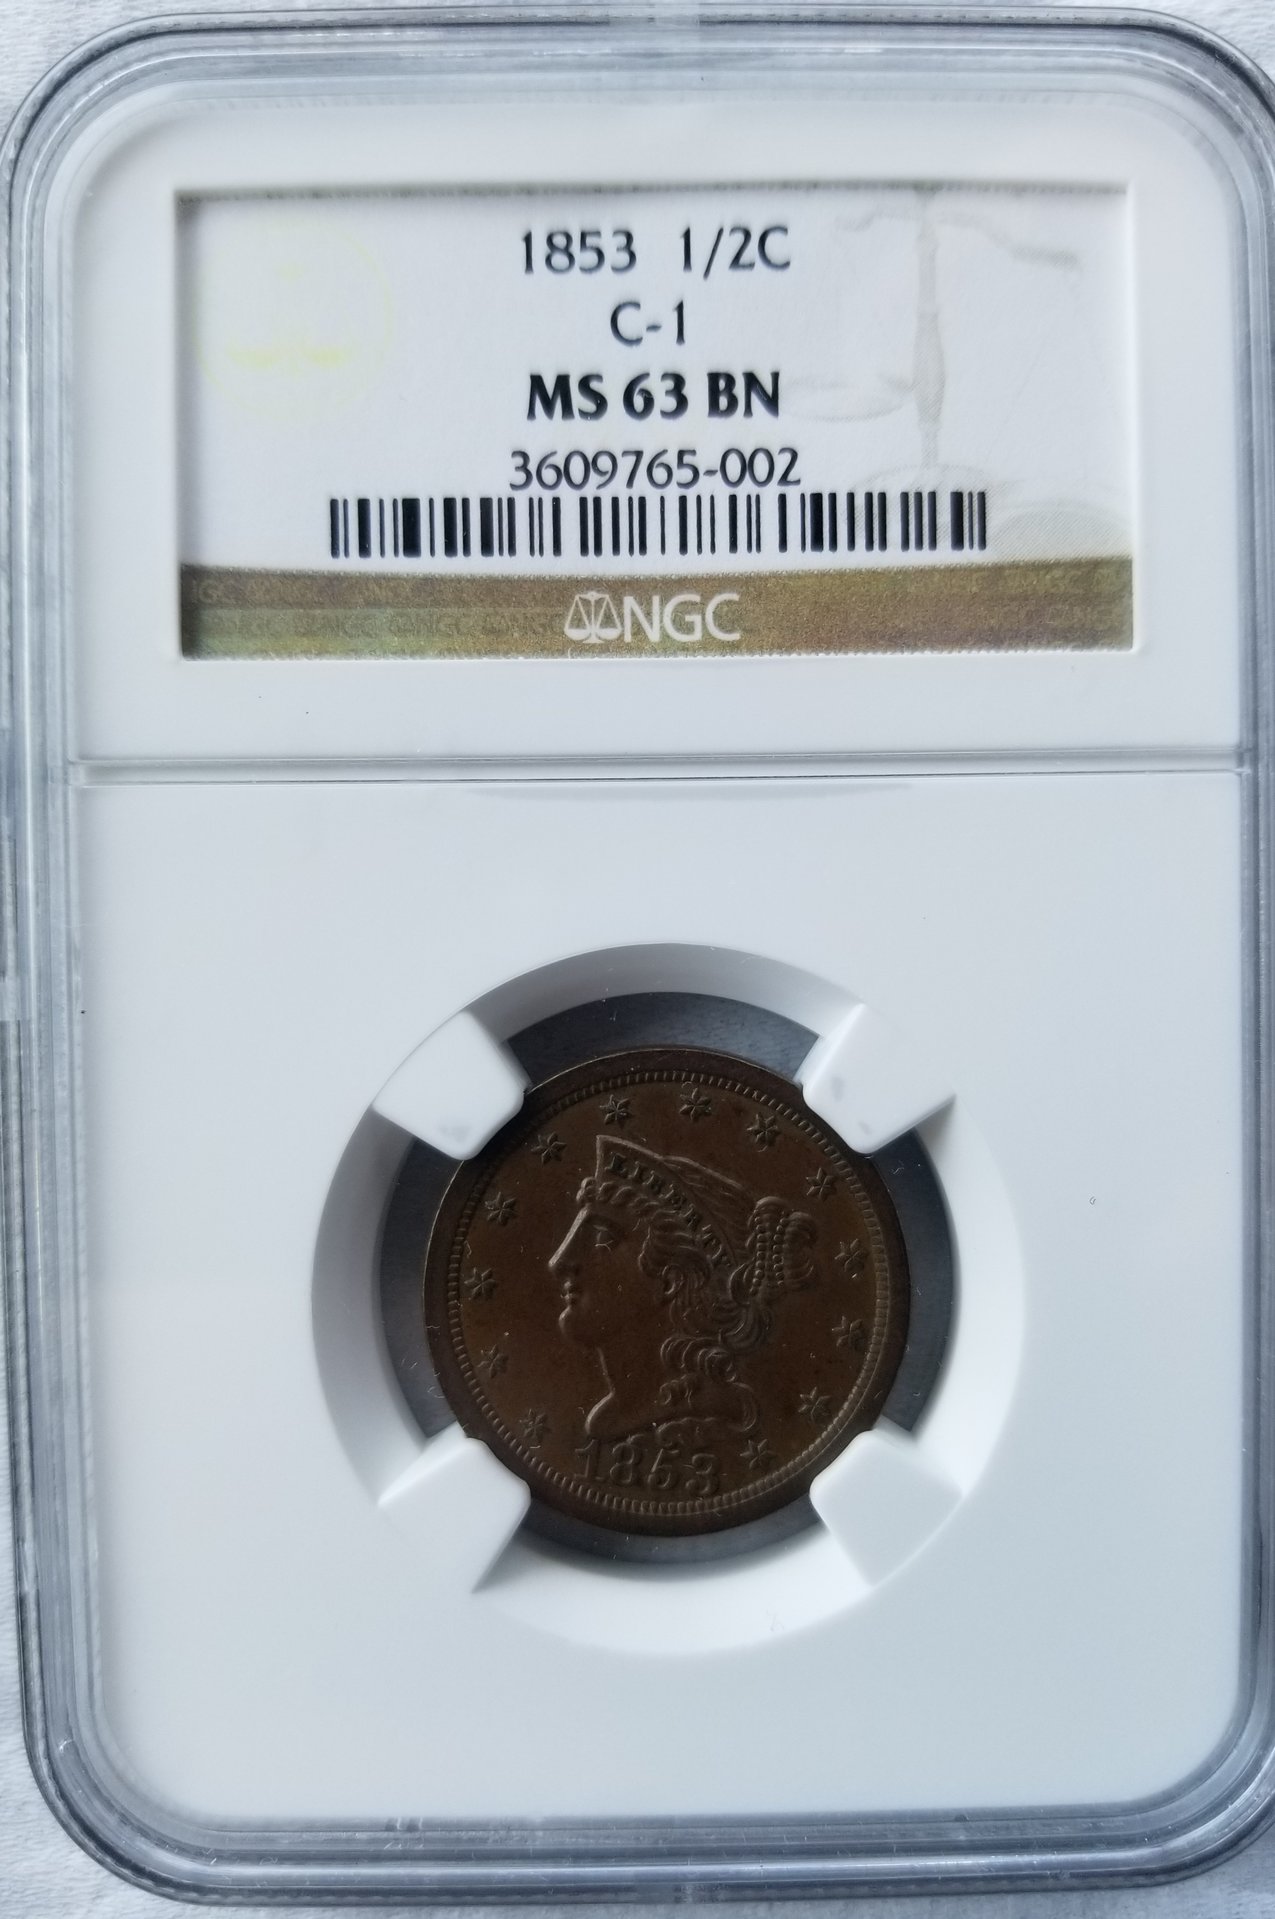 1853 1/2C
C-1
MS 63 BN
3609765-002
NGC
LIBERTY
1853